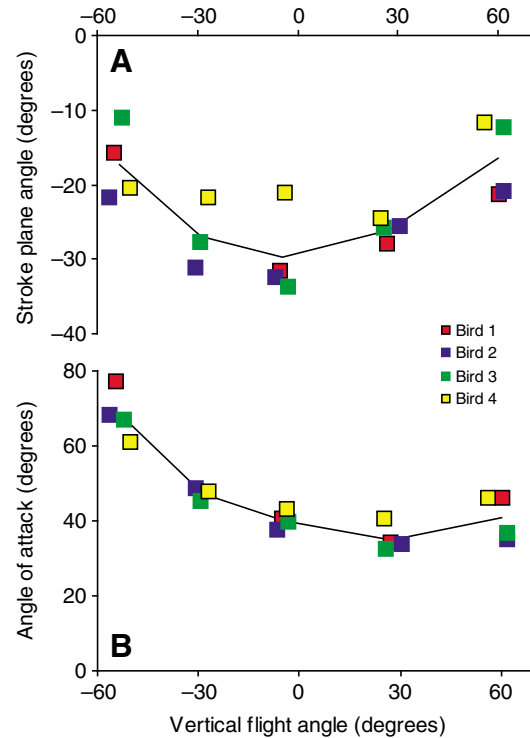 −60 −30 0 30 60
0
A
−10
−20
−30
−40
Stroke plane angle (degrees)
Bird 1
Bird 2
Bird 3
Bird 4
80
60
40
20
0
Angle of attack (degrees)
B
−60 −30 0 30 60
Vertical flight angle (degrees)